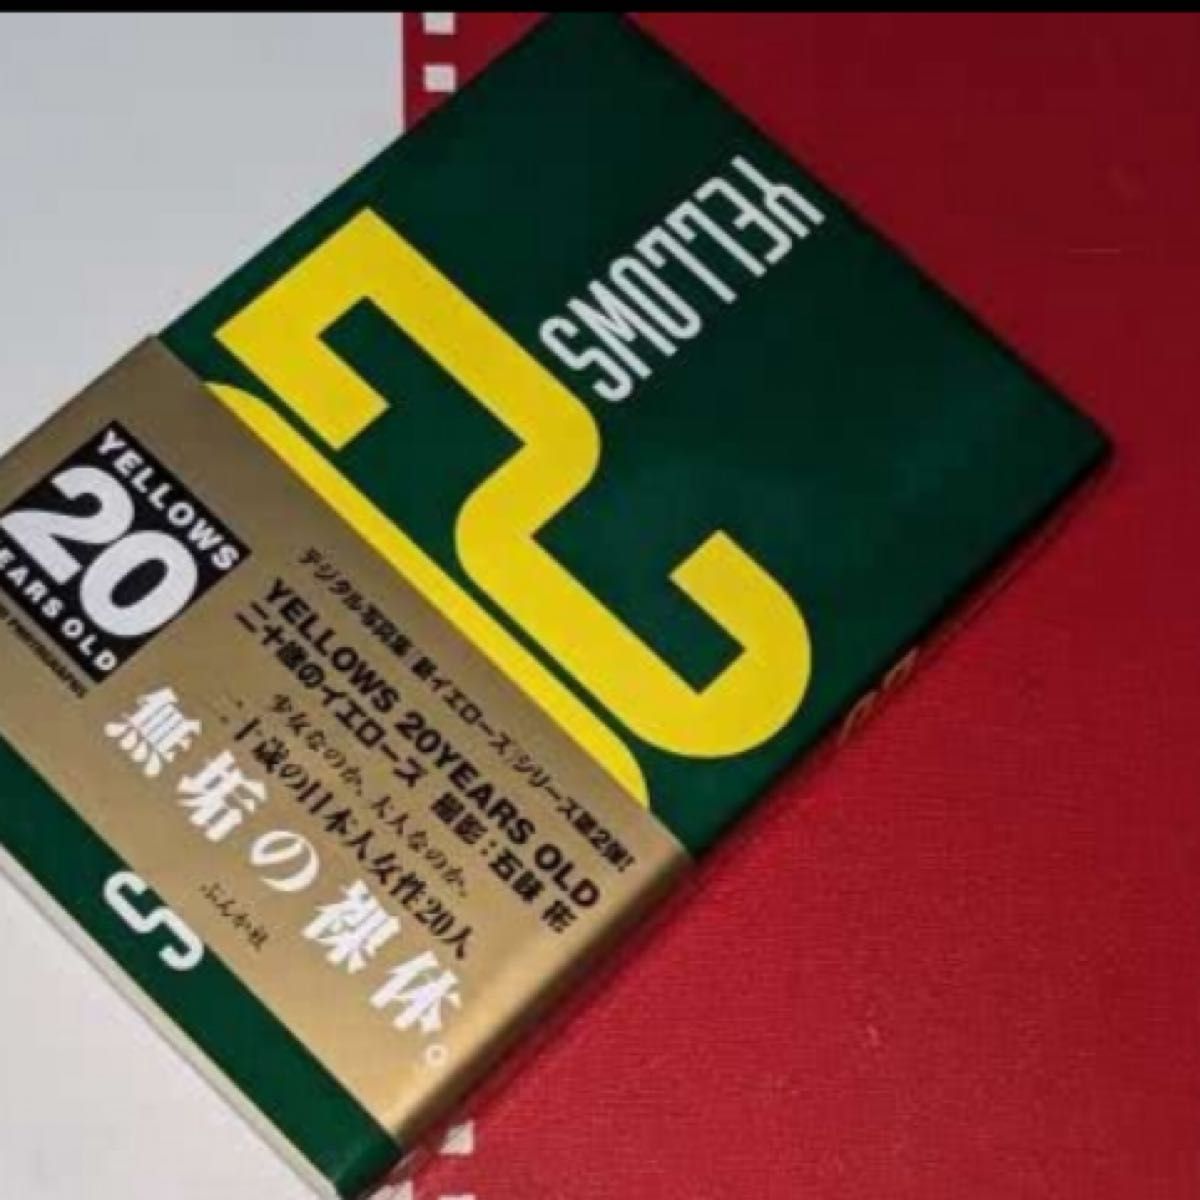 YELLOWS
2
YELLOWS
20
YEARS OLD
デジタル写真集「新イエローズ」シリーズ第2弾!
YELLOWS 20YEARS OLD
二十歳のイエローズ 撮影:五味 彬
少女なのか、大人なのか、
二十歳の日本人女性20人
無垢の裸体。
ぶんか社